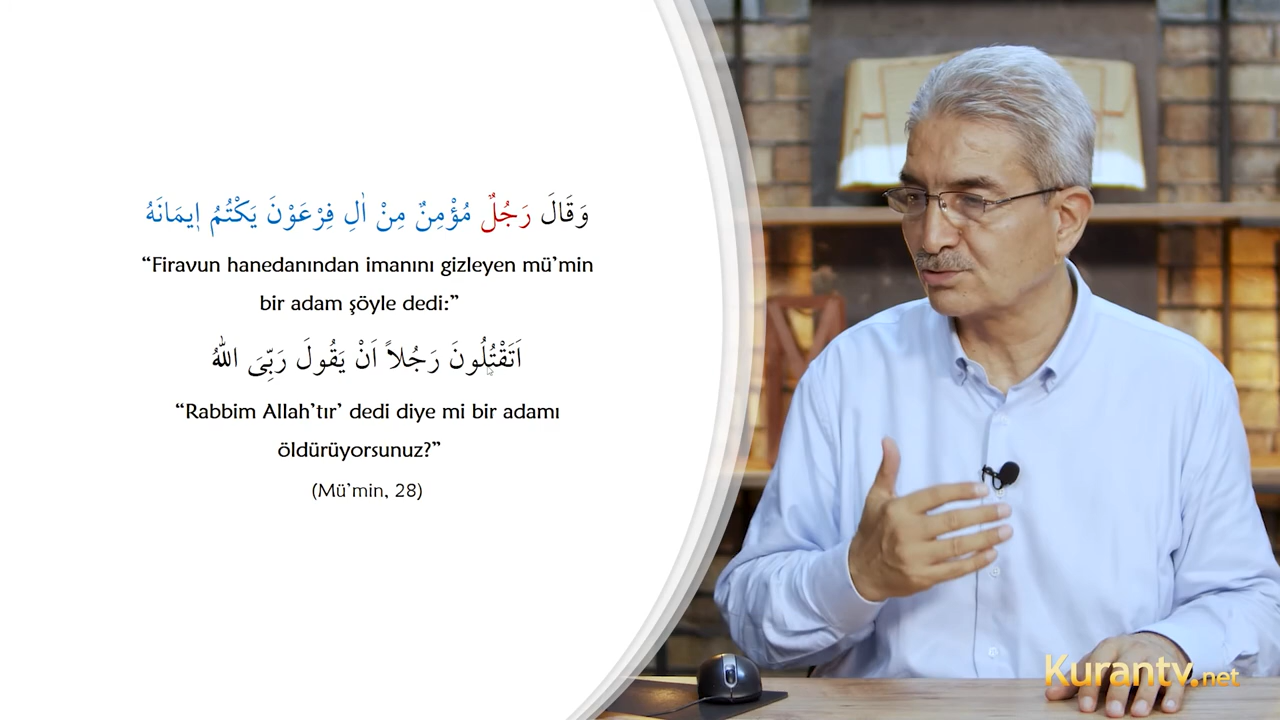 وَقَالَ رَجُلٌ مُؤْمِنٌ مِنْ اٰلِ فِرْعَوْنَ يَكْتُمُ اٖيمَانَهُ
“Firavun hanedanından imanını gizleyen mü’min
bir adam şöyle dedi:”
اَتَقْتُلُونَ رَجُلاً اَنْ يَقُولَ رَبِّىَ اللّٰهُ
“Rabbim Allah’tır’ dedi diye mi bir adamı
öldürüyorsunuz?”
(Mü’min, 28)
Kurantv.net